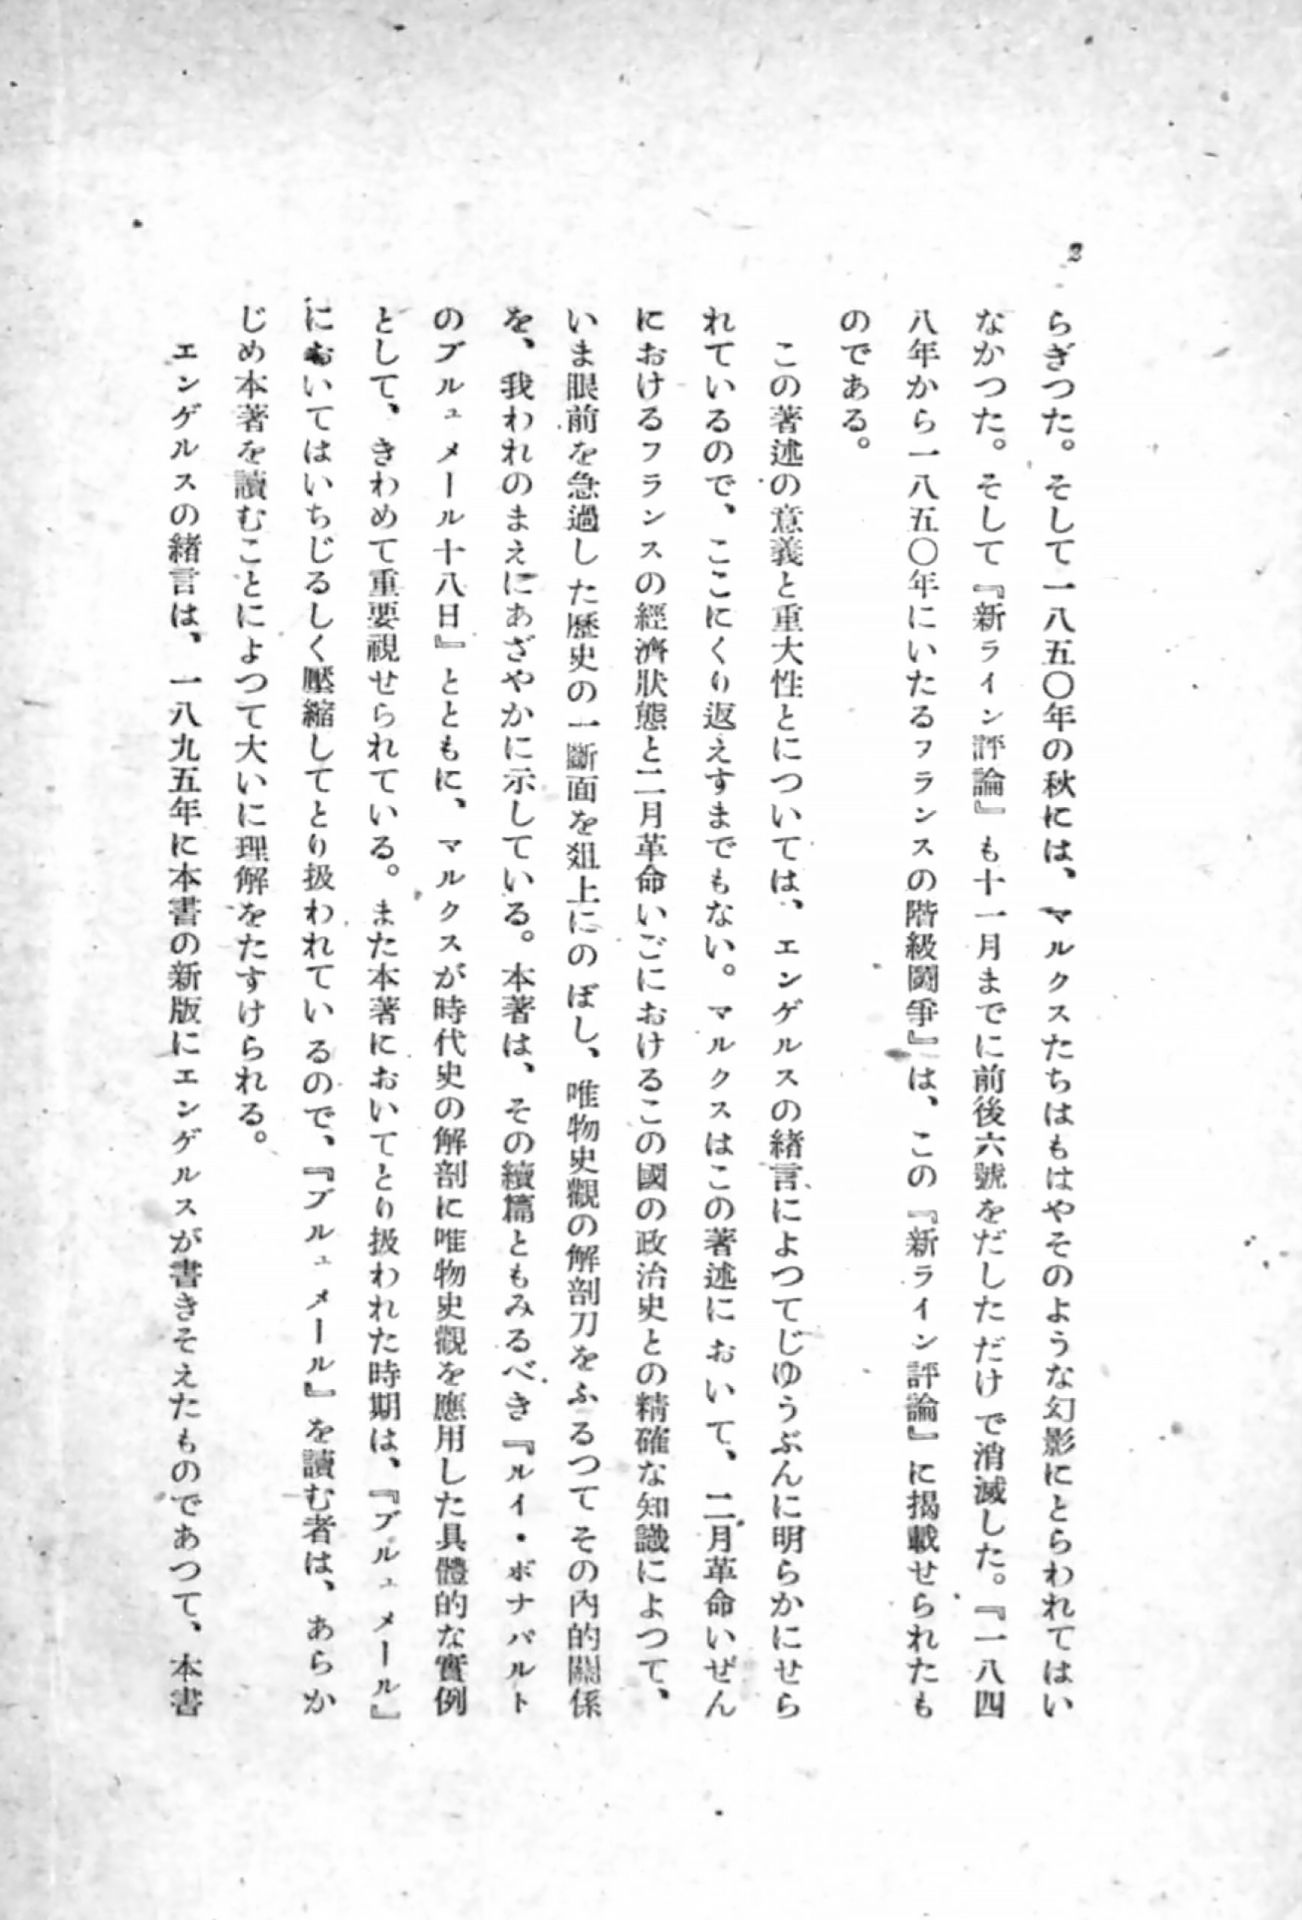 2
らぎつた。そして一八五〇年の秋には、マルクスたちはもはやそのような幻影にとらわれてはい
なかつた。そして『新ライン評論』も十一月までに前後六號をだしただけで消滅した。『一八四
八年から一八五〇年にいたるフランスの階級闘爭』は、この『新ライン評論』に揭載せられたも
のである。
この著述の意義と重大性とについては、エンゲルスの緒言によつてじゆうぶんに明らかにせら
れているので、ここにくり返えすまでもない。マルクスはこの著述において、二月革命いぜん
におけるフランスの經濟狀態と二月革命いごにおけるこの國の政治史との精確な知識によつて、
いま眼前を急過した歷史の一斷面を爼上にのぼし、唯物史觀の解剖刀をふるつてその內的關係
を、我われのまえにあざやかに示している。本著は、その續篇ともみるべき『ルイ・ボナパルト
のブルュメール十八日』とともに、マルクスが時代史の解剖に唯物史觀を應用した具體的な實例
として、きわめて重要視せられている。また本著においてとり扱われた時期は、『ブルュメール』
においてはいちじるしく壓縮してとり扱われているので、『ブルュメール』を讀む者は、あらか
じめ本著を讀むことによつて大いに理解をたすけられる。
エンゲルスの緒言は、一八九五年に本書の新版にエンゲルスが書きそえたものであつて、本書